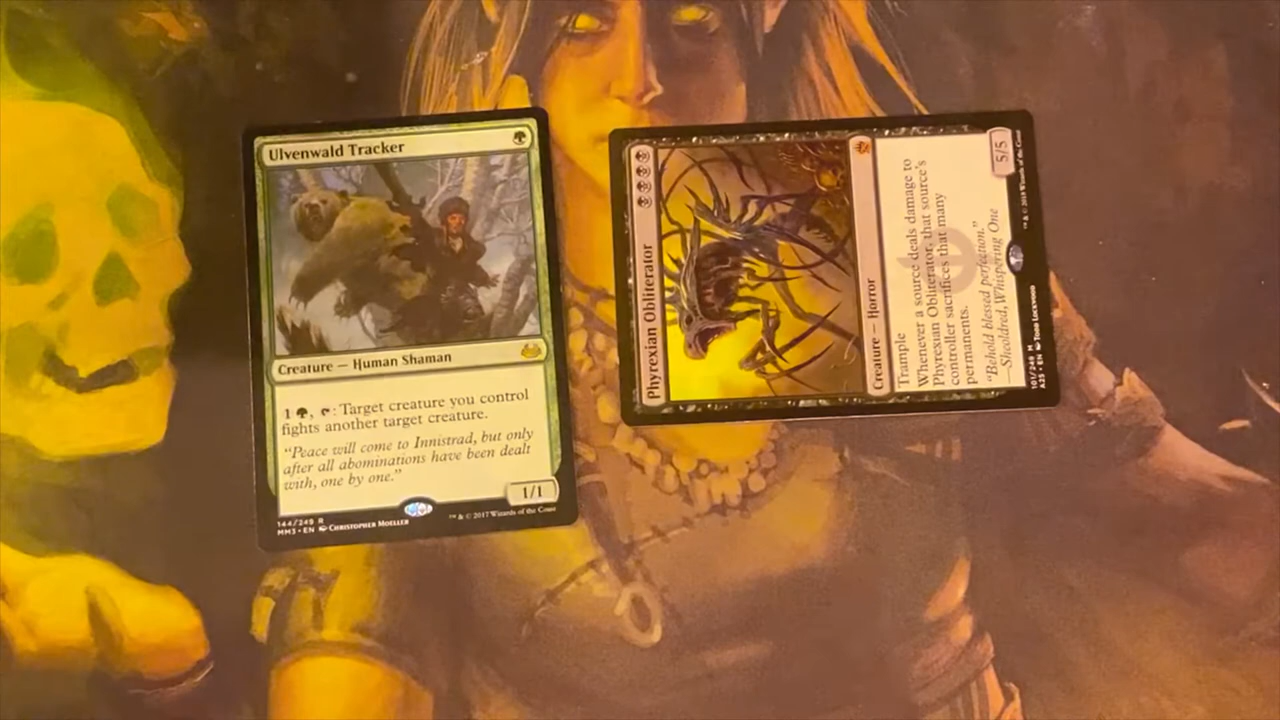 Ulvenwald Tracker
Creature — Human Shaman
1 , : Target creature you control
fights another target creature.
“Peace will come to Innistrad, but only
after all abominations have been dealt
with, one by one.”
1/1
144/249 R
MM3 • EN CHRISTOPHER MOELLER
™ & © 2017 Wizards of the Coast
Phyrexian Obliterator
Creature — Horror
Trample
Whenever a source deals damage to
Phyrexian Obliterator, that source's
controller sacrifices that many
permanents.
“Behold blessed perfection.”
—Sheoldred, Whispering One
5/5
101/249 M
A25 • EN TODD LOCKWOOD
™ & © 2018 Wizards of the Coast